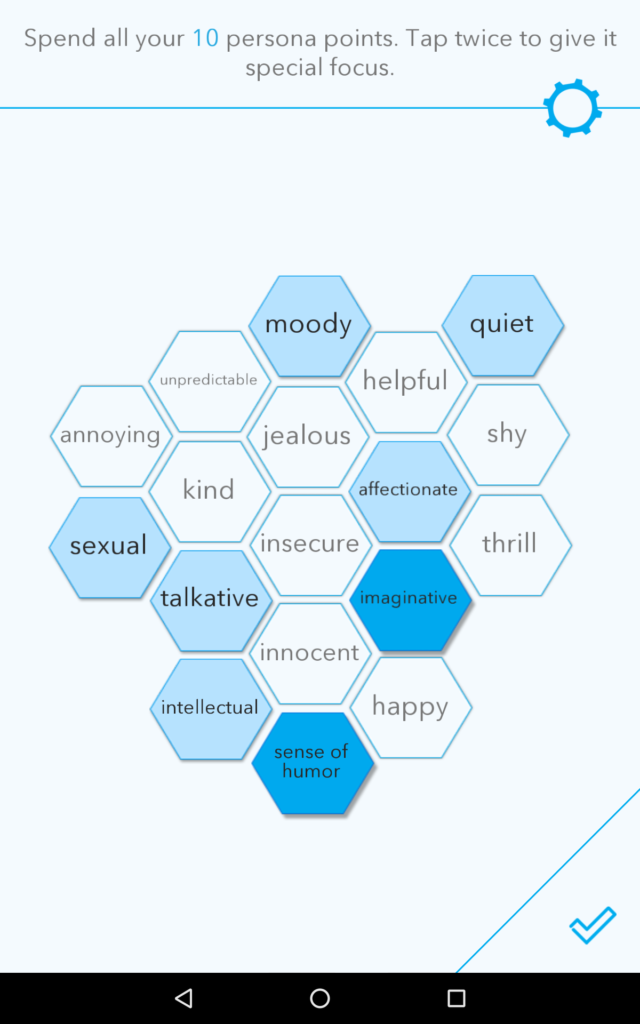 Spend all your 10 persona points. Tap twice to give it
special focus.
moody
quiet
unpredictable
helpful
annoying
jealous
shy
kind
affectionate
sexual
insecure
thrill
talkative
imaginative
innocent
intellectual
happy
sense of
humor